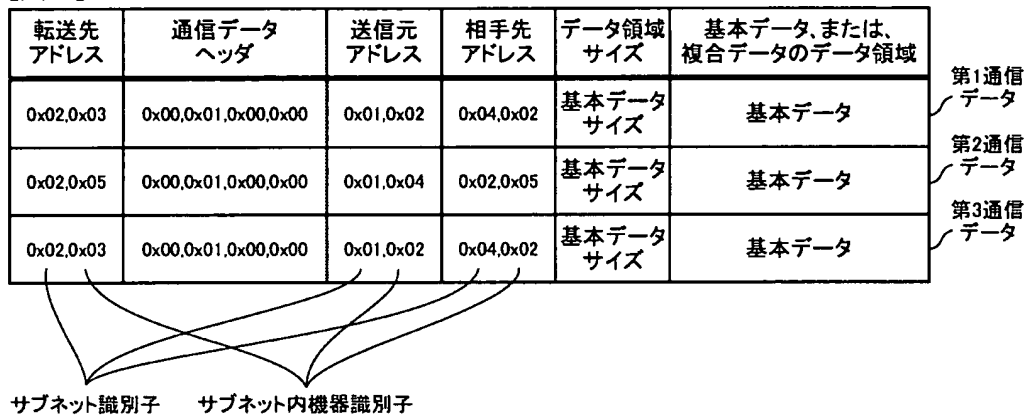 転送先
アドレス
通信データ
ヘッダ
送信元
アドレス
相手先
アドレス
データ領域
サイズ
基本データ、または、
複合データのデータ領域
0x02,0x03
0x00,0x01,0x00,0x00
0x01,0x02
0x04,0x02
基本データ
サイズ
基本データ
第1通信
データ
0x02,0x05
0x00,0x01,0x00,0x00
0x01,0x04
0x02,0x05
基本データ
サイズ
基本データ
第2通信
データ
0x02,0x03
0x00,0x01,0x00,0x00
0x01,0x02
0x04,0x02
基本データ
サイズ
基本データ
第3通信
データ
サブネット識別子
サブネット内機器識別子